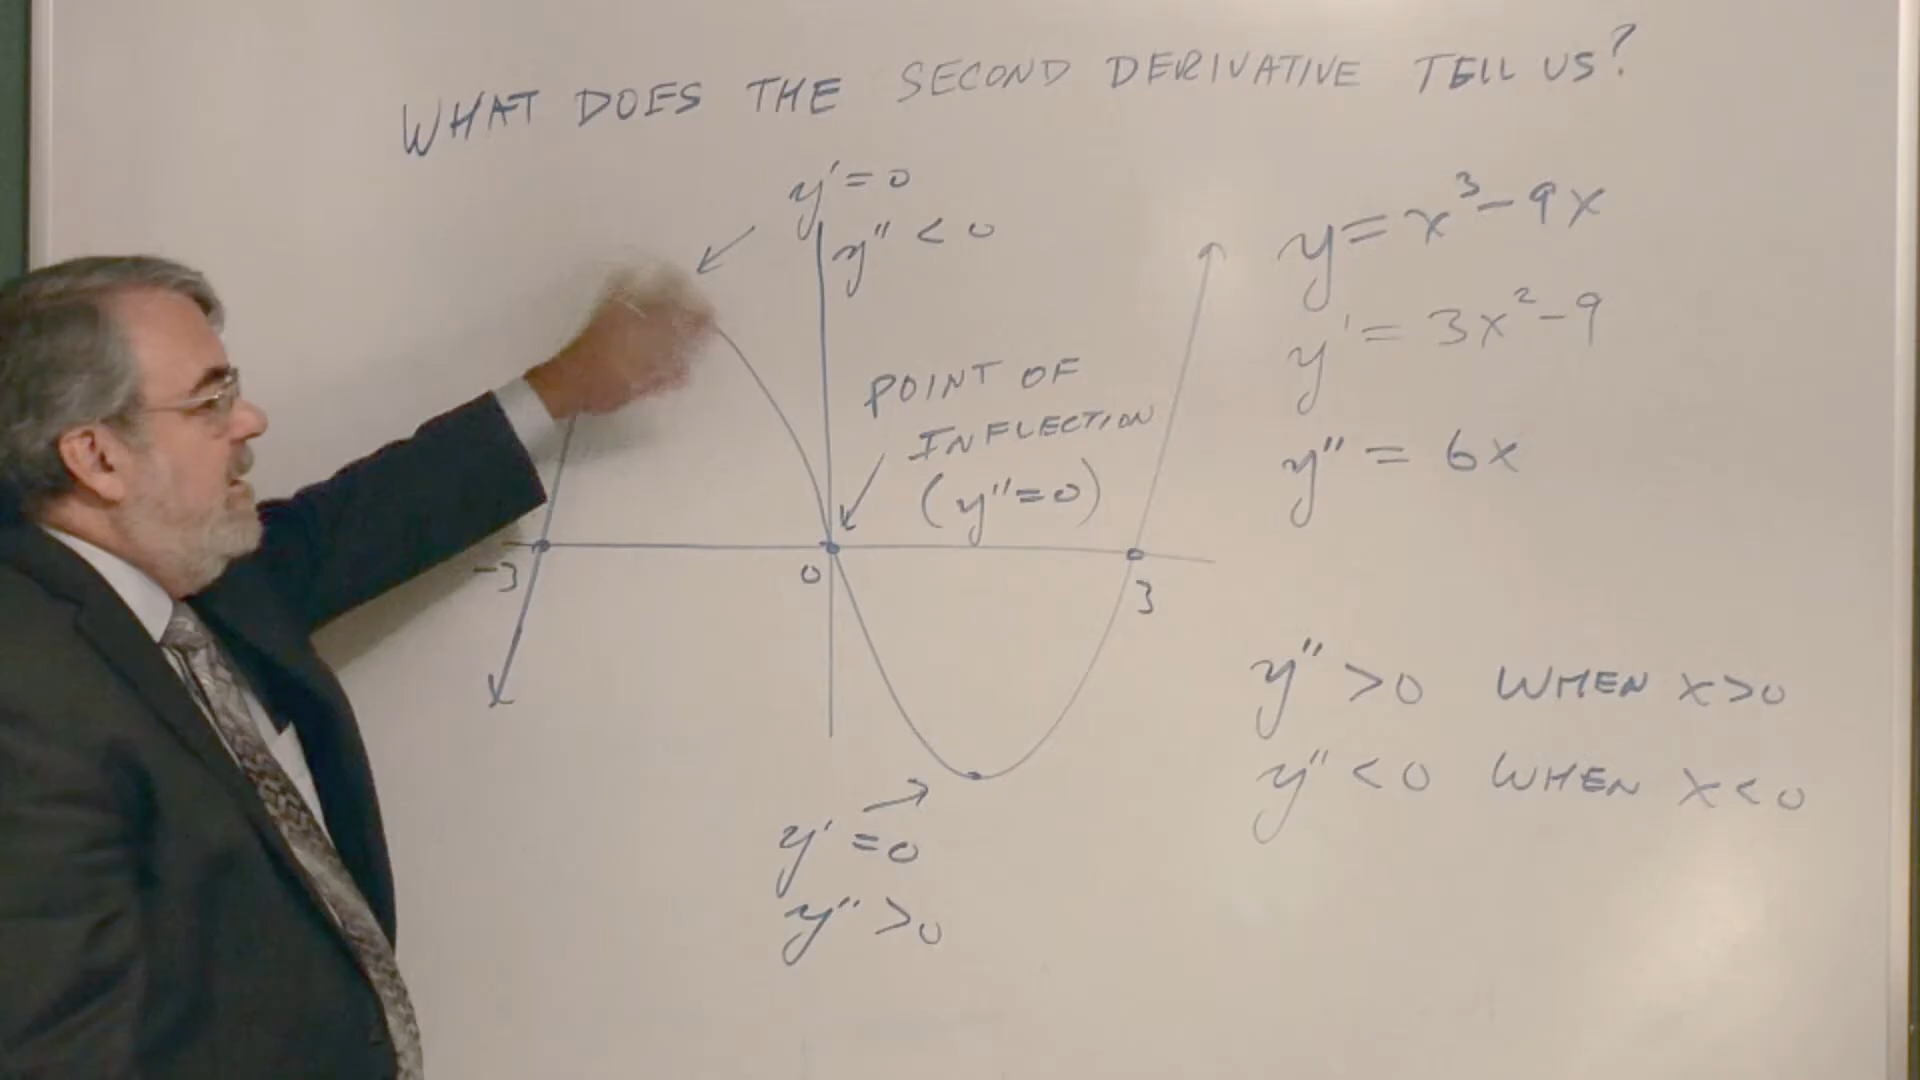 WHAT DOES THE SECOND DERIVATIVE TELL US?
y' = 0
y'' < 0
y = x³ - 9x
y' = 3x² - 9
y'' = 6x
POINT OF
INFLECTION
(y'' = 0)
-3
0
3
y'' > 0 WHEN x > 0
y'' < 0 WHEN x < 0
y' = 0
y'' > 0